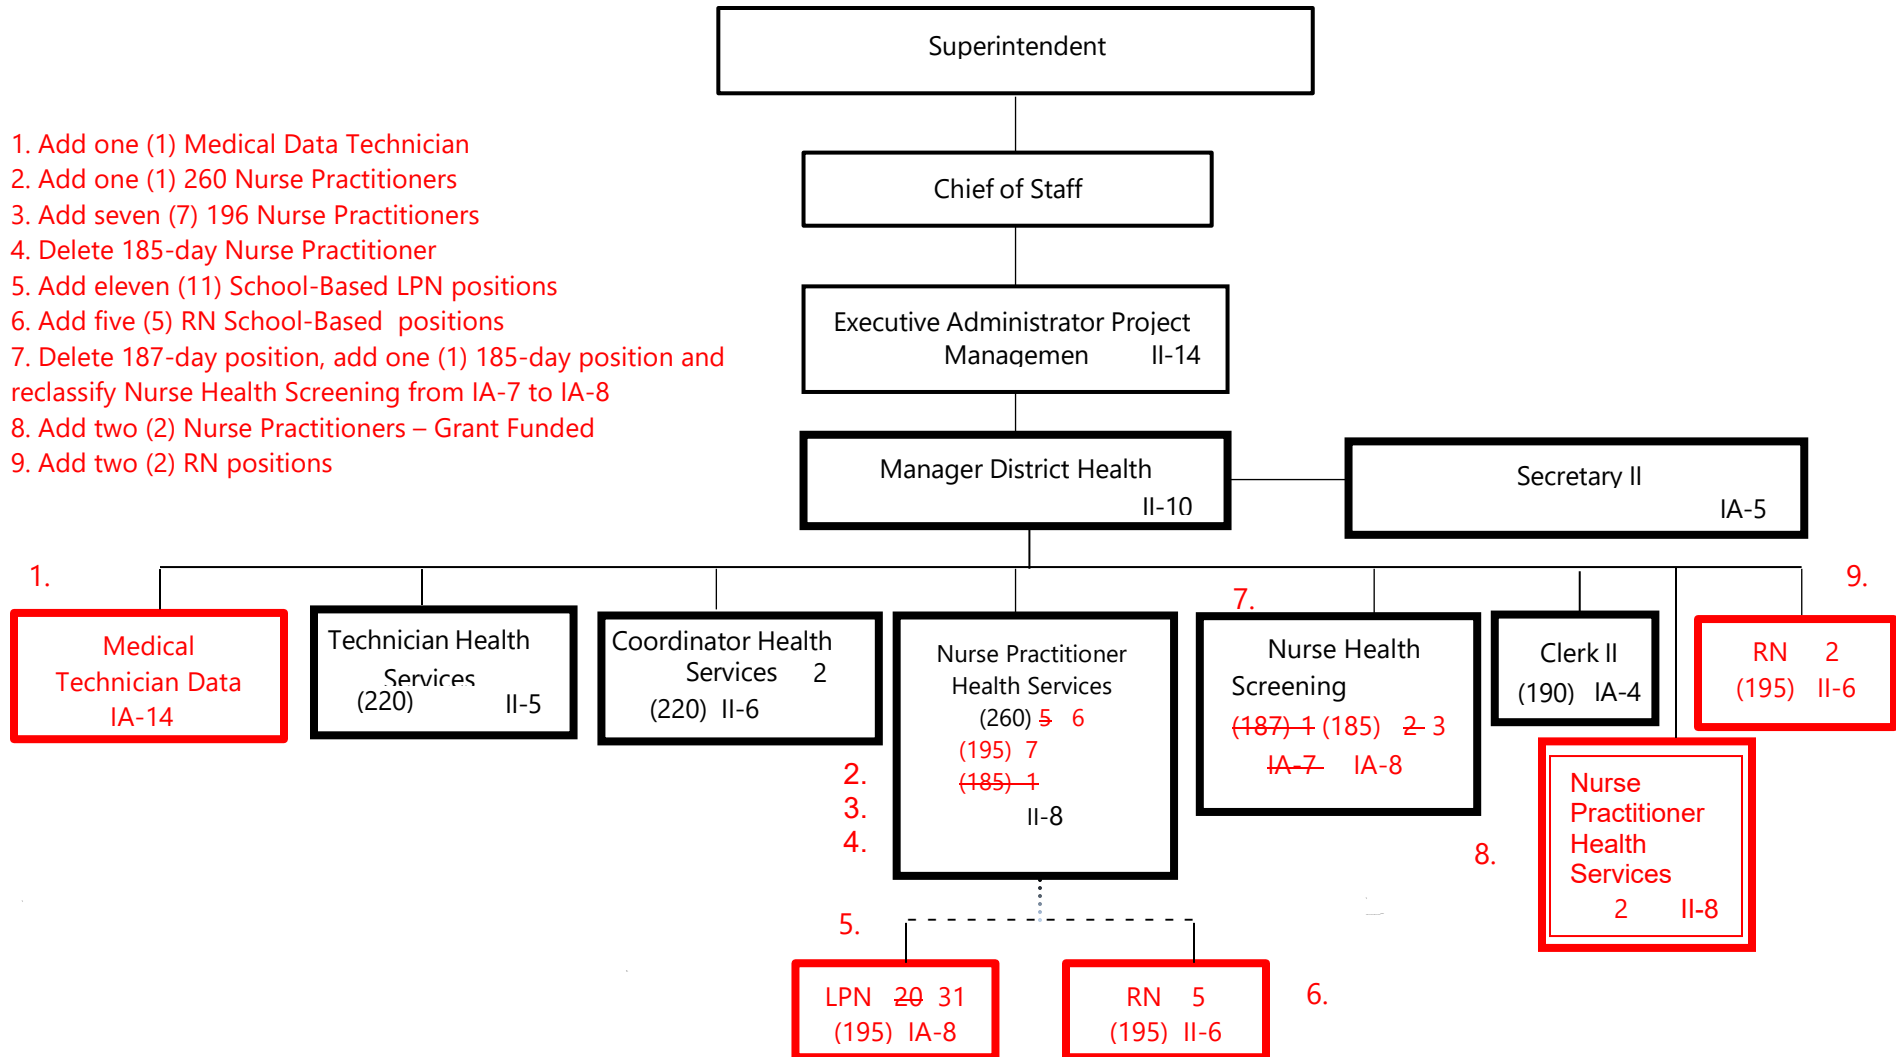 Superintendent
1. Add one (1) Medical Data Technician
2. Add one (1) 260 Nurse Practitioners
3. Add seven (7) 196 Nurse Practitioners
4. Delete 185-day Nurse Practitioner
5. Add eleven (11) School-Based LPN positions
6. Add five (5) RN School-Based  positions
7. Delete 187-day position, add one (1) 185-day position and
reclassify Nurse Health Screening from IA-7 to IA-8
8. Add two (2) Nurse Practitioners – Grant Funded
9. Add two (2) RN positions
Chief of Staff
Executive Administrator Project
Managemen II-14
Manager District Health
II-10
Secretary II
IA-5
1.
Medical
Technician Data
IA-14
Technician Health
Services
(220) II-5
Coordinator Health
Services 2
(220) II-6
Nurse Practitioner
Health Services
(260) 5 6
(195) 7
(185) 1
II-8
2.
3.
4.
7.
Nurse Health
Screening
(187) 1 (185) 2 3
IA-7 IA-8
Clerk II
(190) IA-4
9.
RN 2
(195) II-6
8.
Nurse
Practitioner
Health
Services
2 II-8
5.
LPN 20 31
(195) IA-8
RN 5
(195) II-6
6.